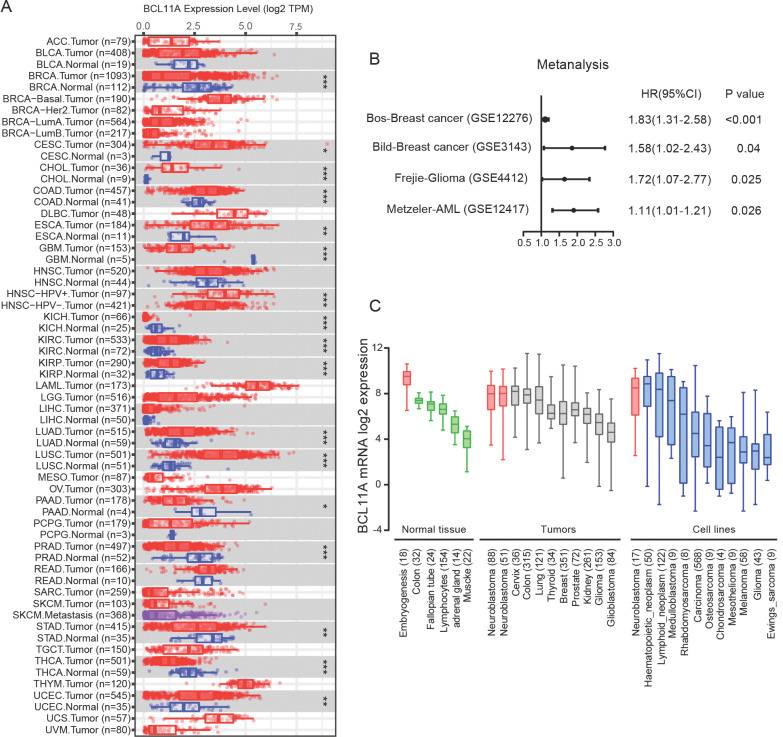 A
BCL11A Expression Level (log2 TPM)
0.0 2.5 5.0 7.5
ACC.Tumor (n=79)
BLCA.Tumor (n=408)
BLCA.Normal (n=19)
BRCA.Tumor (n=1093)
***
BRCA.Normal (n=112)
BRCA-Basal.Tumor (n=190)
BRCA-Her2.Tumor (n=82)
BRCA-LumA.Tumor (n=564)
BRCA-LumB.Tumor (n=217)
CESC.Tumor (n=304)
*
CESC.Normal (n=3)
CHOL.Tumor (n=36)
***
CHOL.Normal (n=9)
COAD.Tumor (n=457)
***
COAD.Normal (n=41)
DLBC.Tumor (n=48)
ESCA.Tumor (n=184)
**
ESCA.Normal (n=11)
GBM.Tumor (n=153)
***
GBM.Normal (n=5)
HNSC.Tumor (n=520)
HNSC.Normal (n=44)
HNSC-HPV+.Tumor (n=97)
***
HNSC-HPV-.Tumor (n=421)
KICH.Tumor (n=66)
***
KICH.Normal (n=25)
KIRC.Tumor (n=533)
***
KIRC.Normal (n=72)
KIRP.Tumor (n=290)
***
KIRP.Normal (n=32)
LAML.Tumor (n=173)
LGG.Tumor (n=516)
LIHC.Tumor (n=371)
LIHC.Normal (n=50)
LUAD.Tumor (n=515)
***
LUAD.Normal (n=59)
LUSC.Tumor (n=501)
***
LUSC.Normal (n=51)
MESO.Tumor (n=87)
OV.Tumor (n=303)
PAAD.Tumor (n=178)
*
PAAD.Normal (n=4)
PCPG.Tumor (n=179)
PCPG.Normal (n=3)
PRAD.Tumor (n=497)
***
PRAD.Normal (n=52)
READ.Tumor (n=166)
READ.Normal (n=10)
SARC.Tumor (n=259)
SKCM.Tumor (n=103)
SKCM.Metastasis (n=368)
STAD.Tumor (n=415)
**
STAD.Normal (n=35)
TGCT.Tumor (n=150)
THCA.Tumor (n=501)
***
THCA.Normal (n=59)
THYM.Tumor (n=120)
UCEC.Tumor (n=545)
**
UCEC.Normal (n=35)
UCS.Tumor (n=57)
UVM.Tumor (n=80)
B
Metanalysis
HR(95%CI) P value
Bos-Breast cancer (GSE12276) 1.83(1.31-2.58) <0.001
Bild-Breast cancer (GSE3143) 1.58(1.02-2.43) 0.04
Frejie-Glioma (GSE4412) 1.72(1.07-2.77) 0.025
Metzeler-AML (GSE12417) 1.11(1.01-1.21) 0.026
0.5 1.0 1.5 2.0 2.5 3.0
C
BCL11A mRNA log2 expression
12
8
4
0
-4
Normal tissue
Tumors
Cell lines
Embryogenesis (18)
Colon (32)
Fallopian tube (24)
Lymphocytes (154)
adrenal gland (14)
Muscke (22)
Neuroblastoma (88)
Neuroblastoma (51)
Cervix (36)
Colon (315)
Lung (121)
Thyroid (34)
Breast (351)
Prostate (72)
Kidney (261)
Glioma (153)
Globlastoma (84)
Neuroblastoma (17)
Haematopoietic_neoplasm (50)
Lymphoid_neoplasm (122)
Medulloblastoma (9)
Rhabdomyosarcoma (8)
Carcinoma (568)
Osteosarcoma (9)
Chondrosarcoma (4)
Mesothelioma (9)
Melanoma (58)
Glioma (43)
Ewings_sarcoma (9)